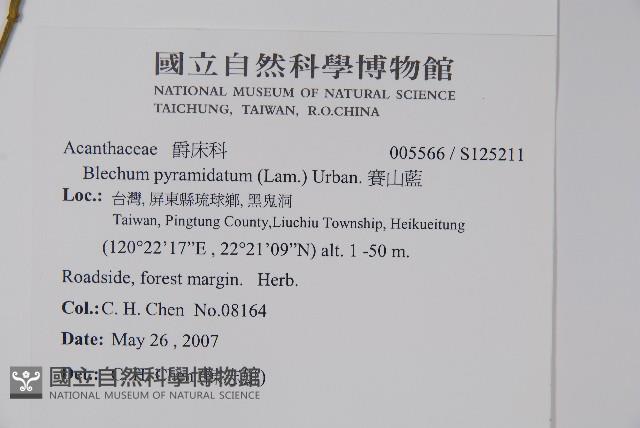 國立自然科學博物館
NATIONAL MUSEUM OF NATURAL SCIENCE
TAICHUNG, TAIWAN, R.O.CHINA
Acanthaceae 爵床科 005566 / S125211
Blechum pyramidatum (Lam.) Urban. 賽山藍
Loc.: 台灣, 屏東縣琉球鄉, 黑鬼洞
Taiwan, Pingtung County,Liuchiu Township, Heikueitung
(120°22’17”E , 22°21’09”N) alt. 1 -50 m.
Roadside, forest margin. Herb.
Col.: C. H. Chen No.08164
Date: May 26 , 2007
Det.: C. H. Chen
國立自然科學博物館
NATIONAL MUSEUM OF NATURAL SCIENCE